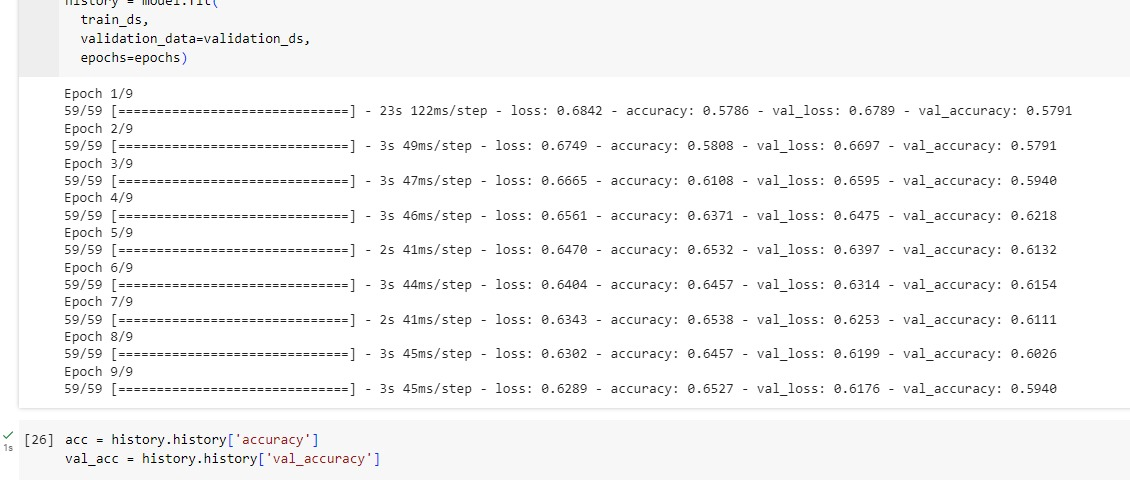 history = model.fit(
train_ds,
validation_data=validation_ds,
epochs=epochs)
Epoch 1/9
59/59 [==============================] - 23s 122ms/step - loss: 0.6842 - accuracy: 0.5786 - val_loss: 0.6789 - val_accuracy: 0.5791
Epoch 2/9
59/59 [==============================] - 3s 49ms/step - loss: 0.6749 - accuracy: 0.5808 - val_loss: 0.6697 - val_accuracy: 0.5791
Epoch 3/9
59/59 [==============================] - 3s 47ms/step - loss: 0.6665 - accuracy: 0.6108 - val_loss: 0.6595 - val_accuracy: 0.5940
Epoch 4/9
59/59 [==============================] - 3s 46ms/step - loss: 0.6561 - accuracy: 0.6371 - val_loss: 0.6475 - val_accuracy: 0.6218
Epoch 5/9
59/59 [==============================] - 2s 41ms/step - loss: 0.6470 - accuracy: 0.6532 - val_loss: 0.6397 - val_accuracy: 0.6132
Epoch 6/9
59/59 [==============================] - 3s 44ms/step - loss: 0.6404 - accuracy: 0.6457 - val_loss: 0.6314 - val_accuracy: 0.6154
Epoch 7/9
59/59 [==============================] - 2s 41ms/step - loss: 0.6343 - accuracy: 0.6538 - val_loss: 0.6253 - val_accuracy: 0.6111
Epoch 8/9
59/59 [==============================] - 3s 45ms/step - loss: 0.6302 - accuracy: 0.6457 - val_loss: 0.6199 - val_accuracy: 0.6026
Epoch 9/9
59/59 [==============================] - 3s 45ms/step - loss: 0.6289 - accuracy: 0.6527 - val_loss: 0.6176 - val_accuracy: 0.5940
[26] acc = history.history['accuracy']
1s val_acc = history.history['val_accuracy']